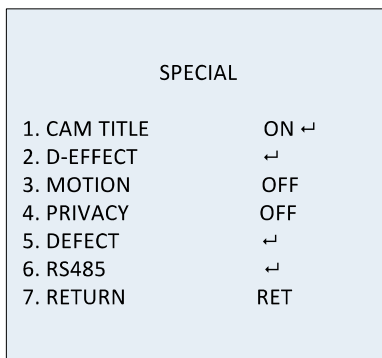 SPECIAL
1. CAM TITLE ON ↵
2. D-EFFECT ↵
3. MOTION OFF
4. PRIVACY OFF
5. DEFECT ↵
6. RS485 ↵
7. RETURN RET